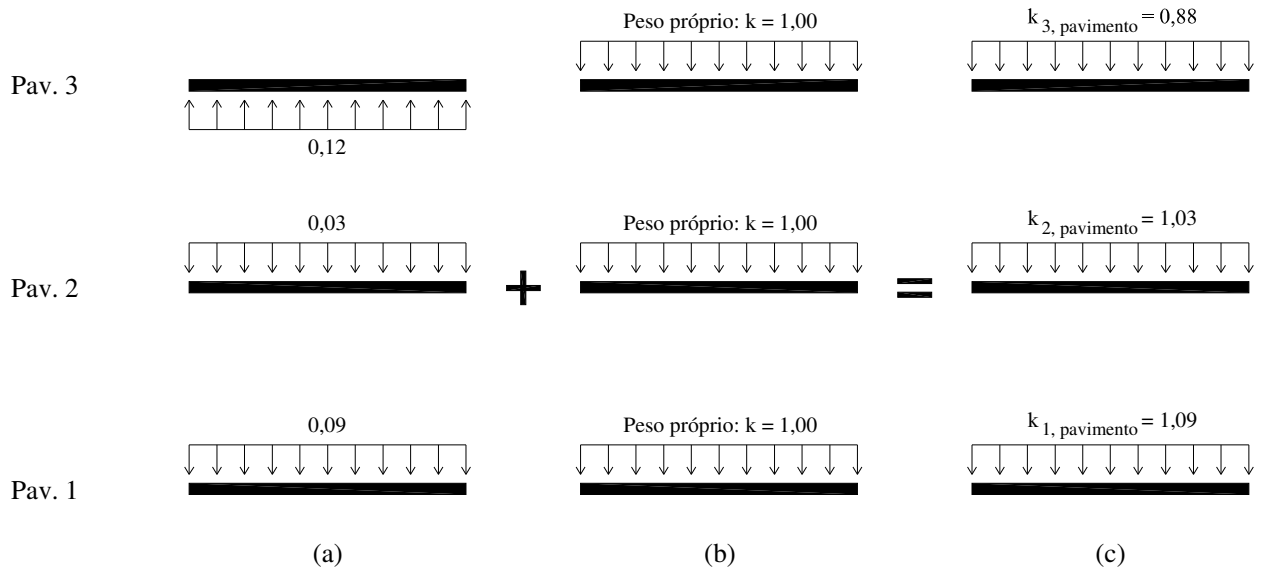 Peso próprio: k = 1,00
k 3, pavimento = 0,88
Pav. 3
0,12
0,03
Peso próprio: k = 1,00
k 2, pavimento = 1,03
Pav. 2
+
=
0,09
Peso próprio: k = 1,00
k 1, pavimento = 1,09
Pav. 1
(a)
(b)
(c)